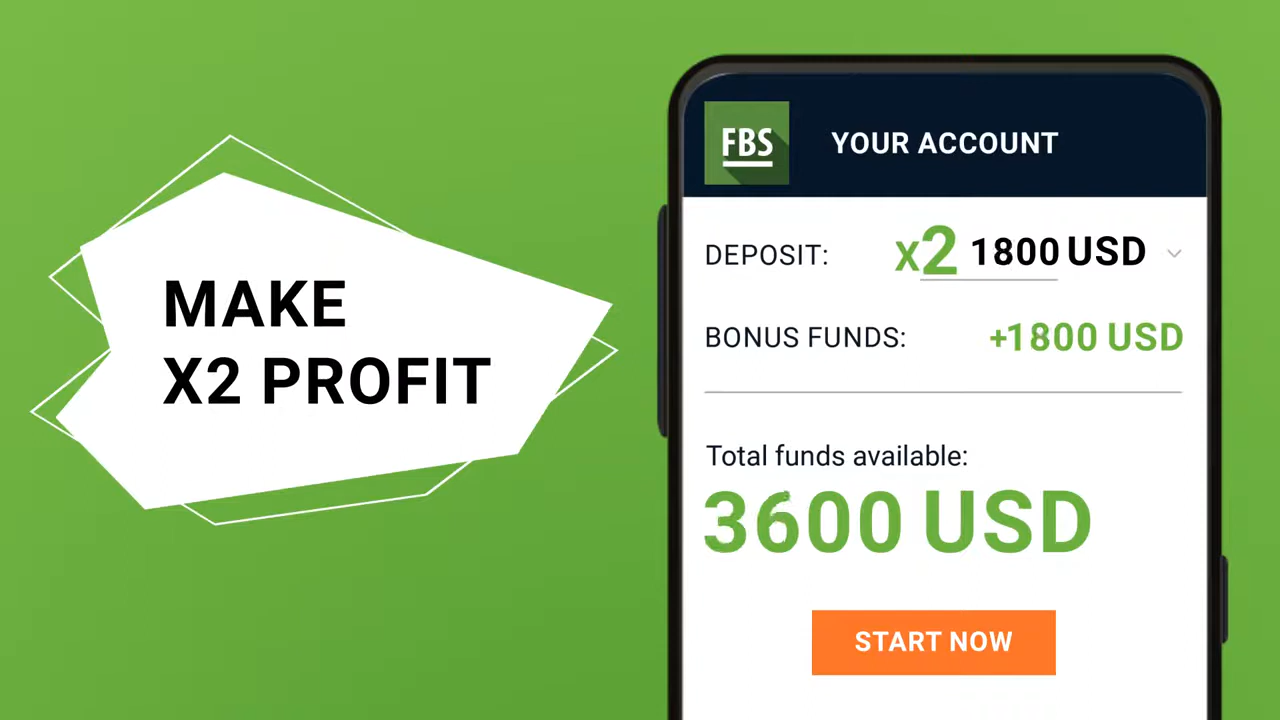 MAKE
X2 PROFIT
FBS
YOUR ACCOUNT
DEPOSIT: x2 1800 USD
BONUS FUNDS: +1800 USD
Total funds available:
3600 USD
START NOW